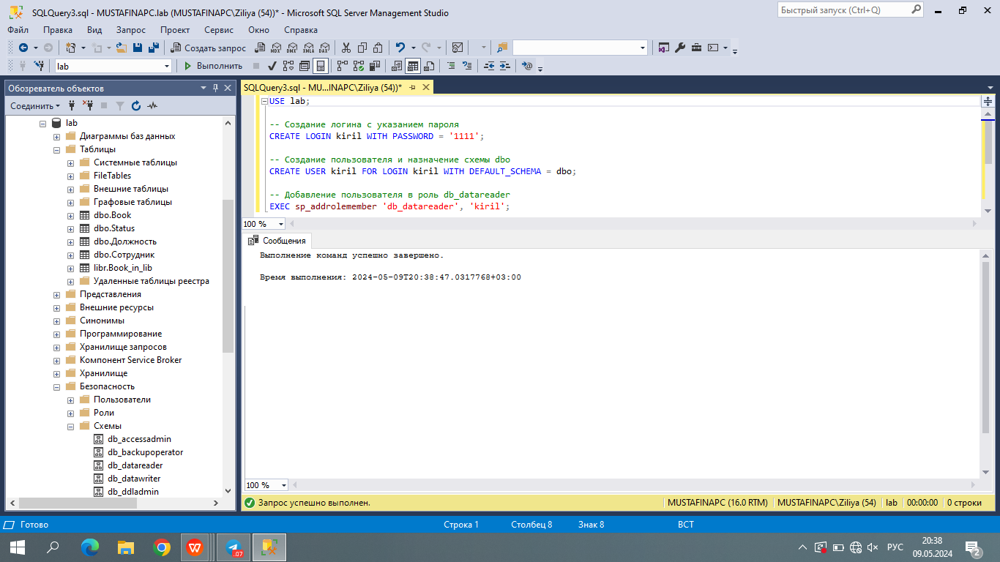 SQLQuery3.sql - MUSTAFINAPC.lab (MUSTAFINAPC\Ziliya (54))* - Microsoft SQL Server Management Studio
Быстрый запуск (Ctrl+Q)
Файл Правка Вид Запрос Проект Сервис Окно Справка
Создать запрос MDX DMX XMLA DAX
lab Выполнить
Обозреватель объектов
Соединить
lab
Диаграммы баз данных
Таблицы
Системные таблицы
FileTables
Внешние таблицы
Графовые таблицы
dbo.Book
dbo.Status
dbo.Должность
dbo.Сотрудник
libr.Book_in_lib
Удаленные таблицы реестра
Представления
Внешние ресурсы
Синонимы
Программирование
Хранилище запросов
Компонент Service Broker
Хранилище
Безопасность
Пользователи
Роли
Схемы
db_accessadmin
db_backupoperator
db_datareader
db_datawriter
db_ddladmin
SQLQuery3.sql - MU...INAPC\Ziliya (54))*
USE lab;
-- Создание логина с указанием пароля
CREATE LOGIN kiril WITH PASSWORD = '1111';
-- Создание пользователя и назначение схемы dbo
CREATE USER kiril FOR LOGIN kiril WITH DEFAULT_SCHEMA = dbo;
-- Добавление пользователя в роль db_datareader
EXEC sp_addrolemember 'db_datareader', 'kiril';
100 %
Сообщения
Выполнение команд успешно завершено.
Время выполнения: 2024-05-09T20:38:47.0317768+03:00
100 %
Запрос успешно выполнен. MUSTAFINAPC (16.0 RTM) MUSTAFINAPC\Ziliya (54) lab 00:00:00 0 строки
Готово Строка 1 Столбец 8 Знак 8 ВСТ
.07
РУС
20:38
09.05.2024
2